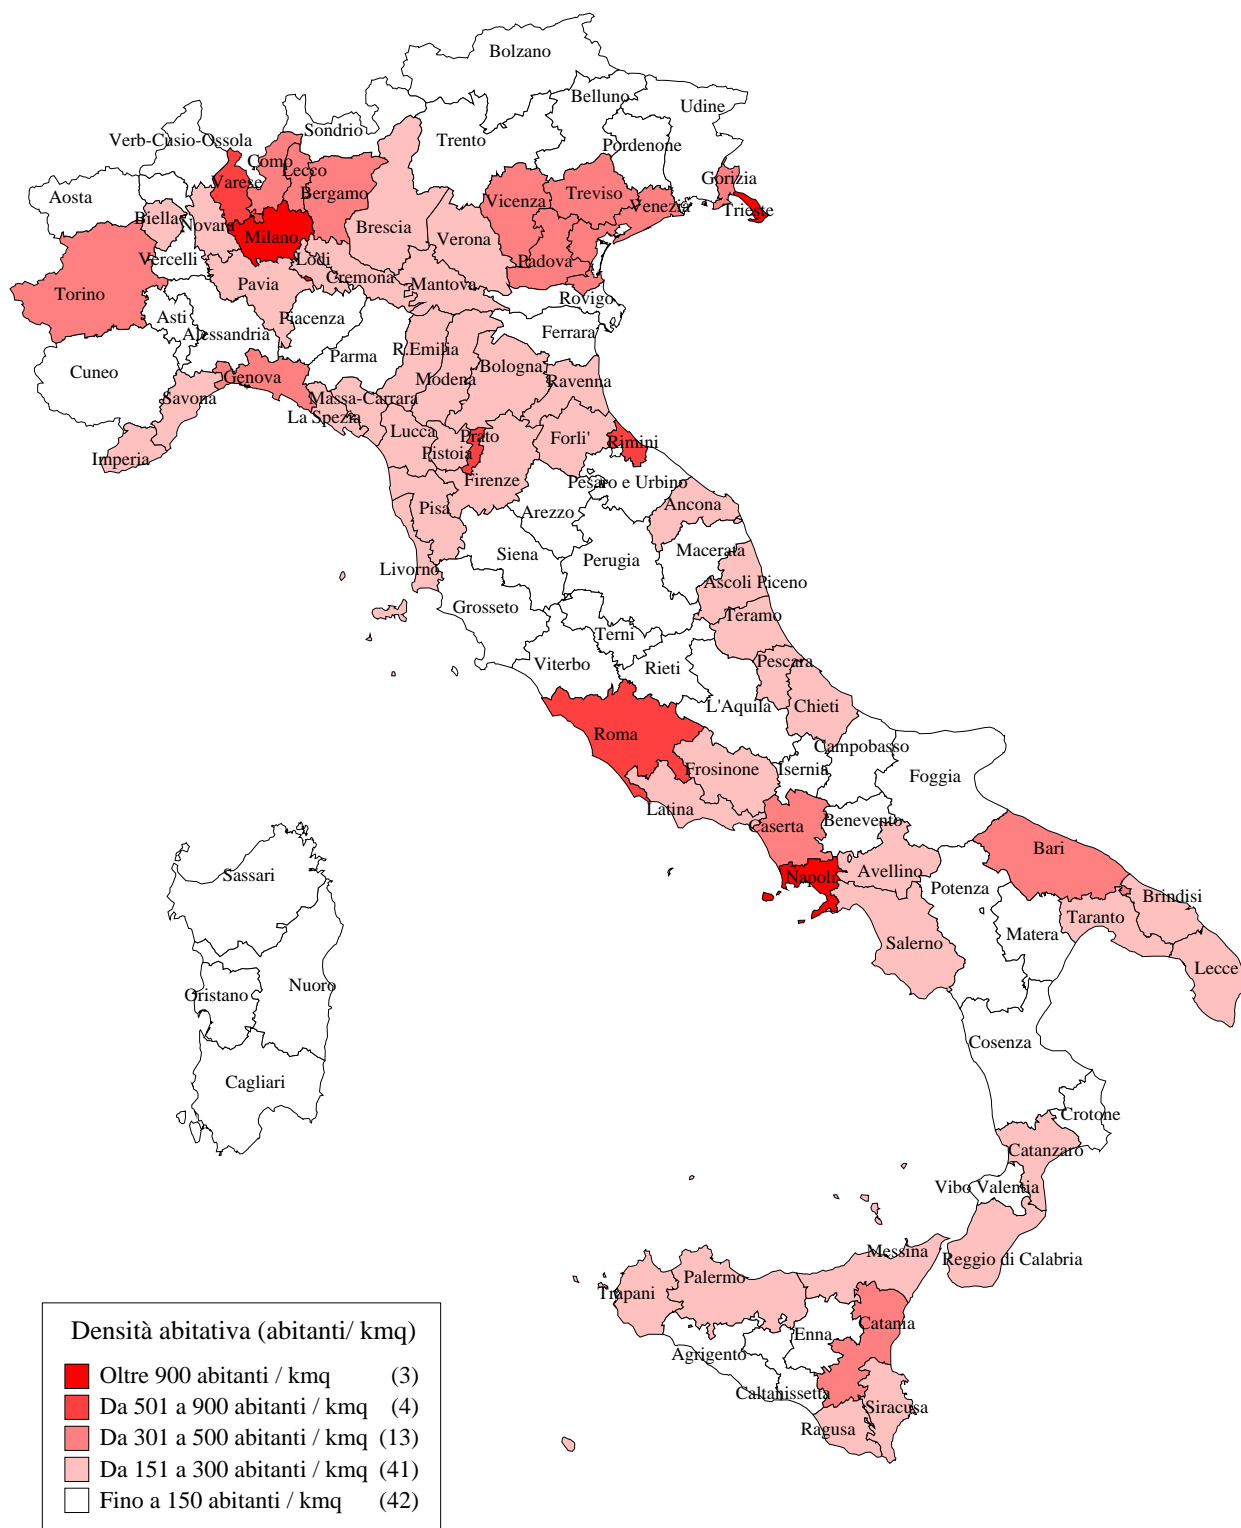 Bolzano
Belluno
Udine
Sondrio
Trento
Pordenone
Verb-Cusio-Ossola
Como
Lecco
Gorizia
Aosta
Varese
Bergamo
Vicenza
Treviso
Venezia
Trieste
Biella
Novara
Milano
Brescia
Verona
Vercelli
Lodi
Padova
Pavia
Cremona
Mantova
Torino
Rovigo
Asti
Piacenza
Alessandria
Ferrara
Parma
R.Emilia
Cuneo
Genova
Modena
Bologna
Ravenna
Savona
Massa-Carrara
La Spezia
Lucca
Prato
Forli'
Rimini
Imperia
Pistoia
Firenze
Pesaro e Urbino
Pisa
Arezzo
Ancona
Siena
Perugia
Macerata
Livorno
Ascoli Piceno
Grosseto
Teramo
Terni
Viterbo
Rieti
Pescara
L'Aquila
Chieti
Roma
Campobasso
Frosinone
Isernia
Foggia
Latina
Caserta
Benevento
Bari
Sassari
Napoli
Avellino
Potenza
Brindisi
Taranto
Salerno
Matera
Lecce
Nuoro
Oristano
Cosenza
Cagliari
Crotone
Catanzaro
Vibo Valentia
Messina
Reggio di Calabria
Trapani
Palermo
Enna
Catania
Agrigento
Caltanissetta
Siracusa
Ragusa
Densità abitativa (abitanti/ kmq)
Oltre 900 abitanti / kmq (3)
Da 501 a 900 abitanti / kmq (4)
Da 301 a 500 abitanti / kmq (13)
Da 151 a 300 abitanti / kmq (41)
Fino a 150 abitanti / kmq (42)